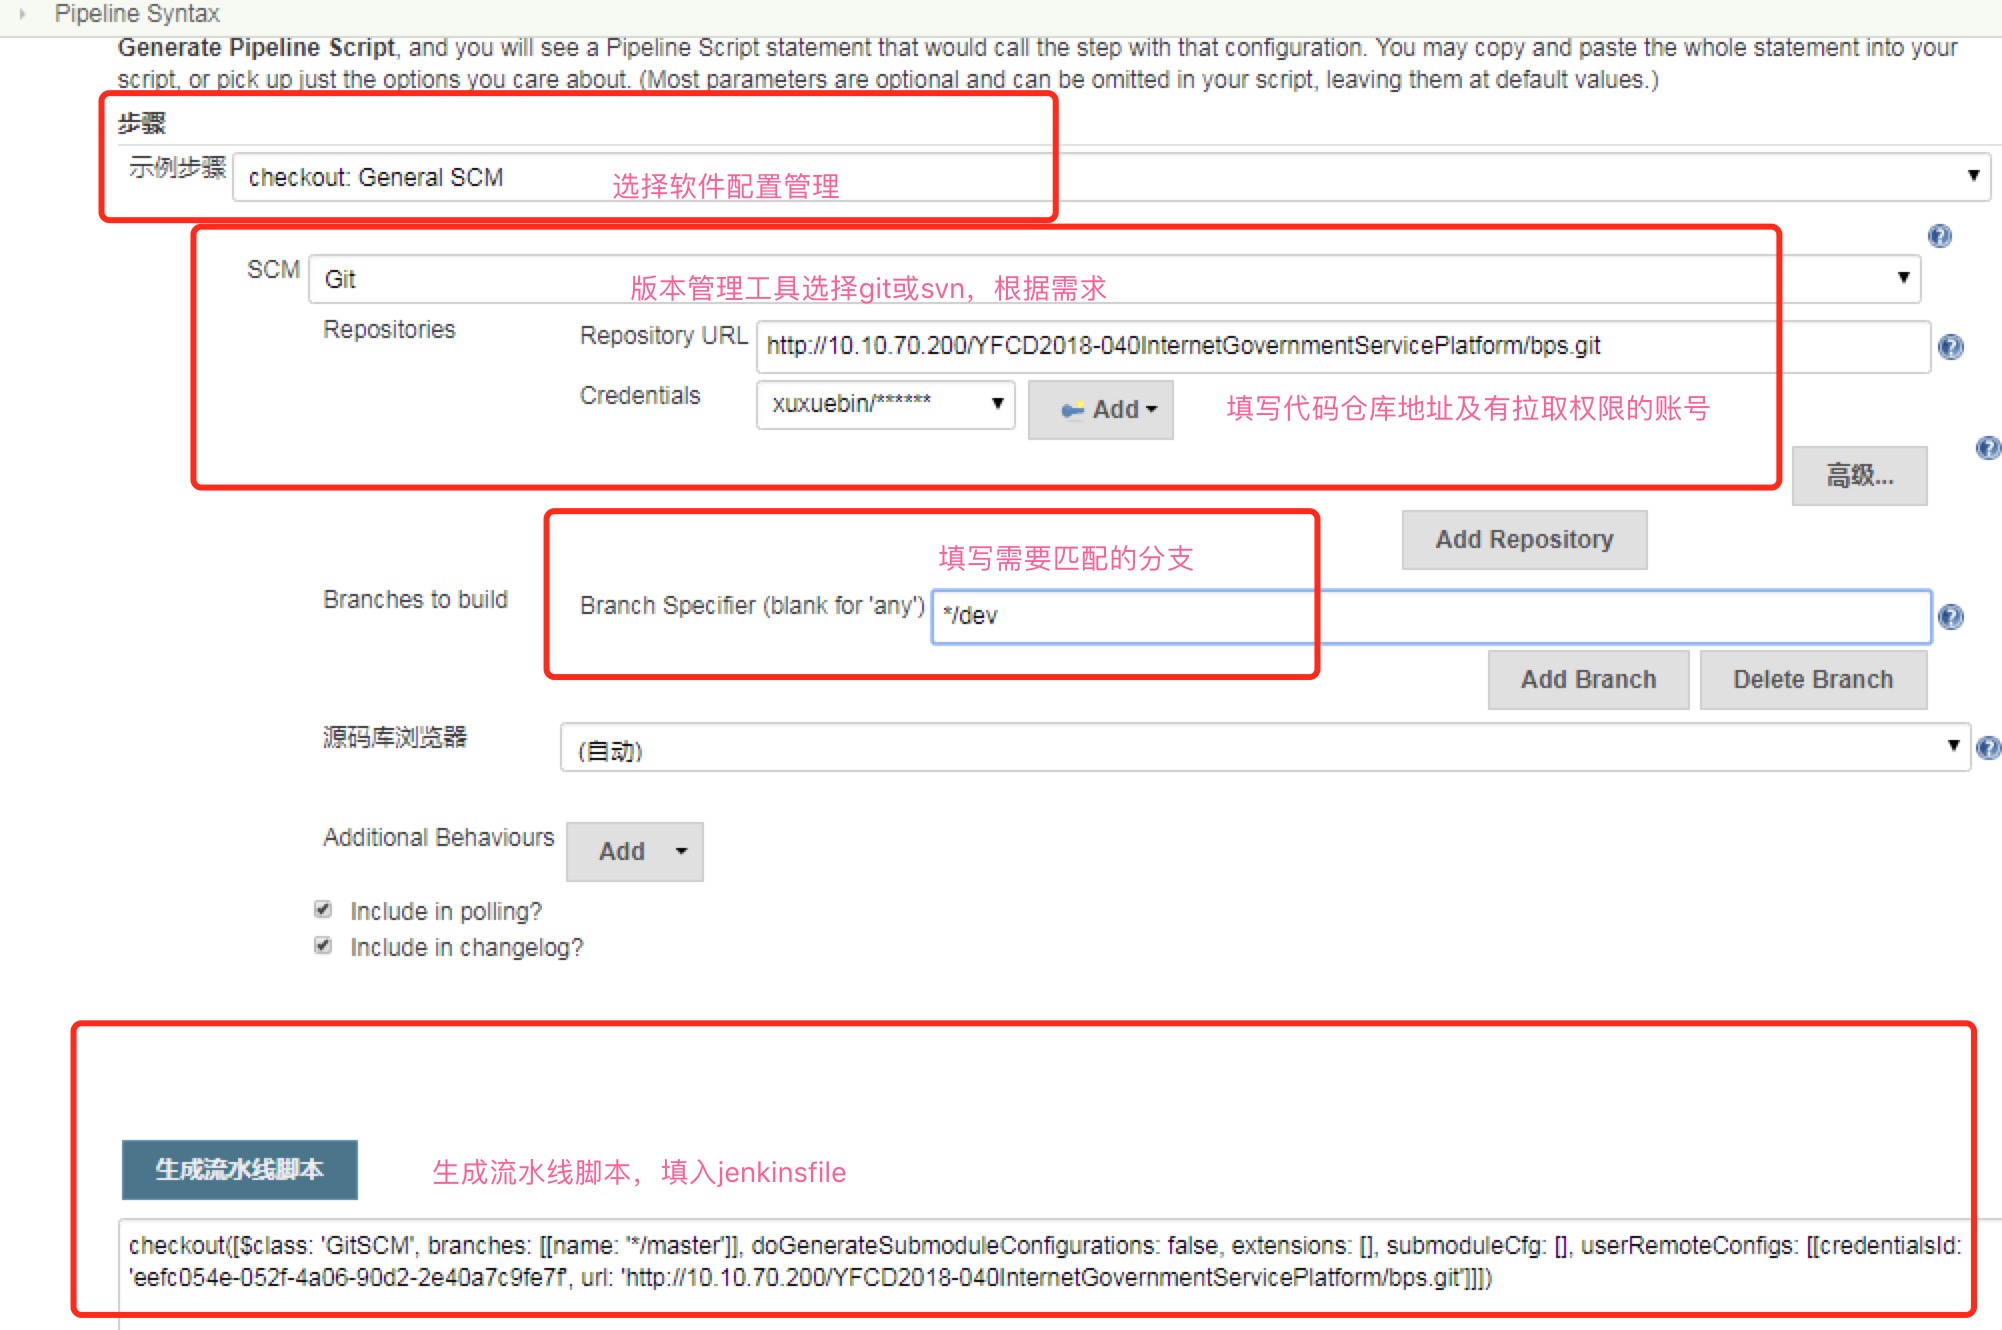 Pipeline Syntax
Generate Pipeline Script, and you will see a Pipeline Script statement that would call the step with that configuration. You may copy and paste the whole statement into your
script, or pick up just the options you care about. (Most parameters are optional and can be omitted in your script, leaving them at default values.)
步骤
示例步骤 checkout: General SCM 选择软件配置管理
SCM Git 版本管理工具选择git或svn，根据需求
Repositories Repository URL http://10.10.70.200/YFCD2018-040InternetGovernmentServicePlatform/bps.git
Credentials xuxuebin/****** Add 填写代码仓库地址及有拉取权限的账号
高级...
Add Repository
填写需要匹配的分支
Branches to build Branch Specifier (blank for 'any') */dev
Add Branch Delete Branch
源码库浏览器 (自动)
Additional Behaviours Add
Include in polling?
Include in changelog?
生成流水线脚本 生成流水线脚本，填入jenkinsfile
checkout([$class: 'GitSCM', branches: [[name: '*/master']], doGenerateSubmoduleConfigurations: false, extensions: [], submoduleCfg: [], userRemoteConfigs: [[credentialsId:
'eefc054e-052f-4a06-90d2-2e40a7c9fe7f', url: 'http://10.10.70.200/YFCD2018-040InternetGovernmentServicePlatform/bps.git']]])